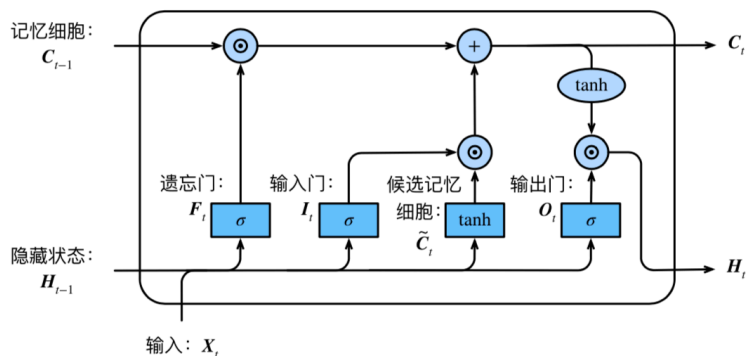 记忆细胞：
C_{t-1}
⊙
+
C_t
tanh
⊙
⊙
遗忘门：
F_t
σ
输入门：
I_t
σ
候选记忆
细胞：
C̃_t
tanh
输出门：
O_t
σ
隐藏状态：
H_{t-1}
H_t
输入：X_t